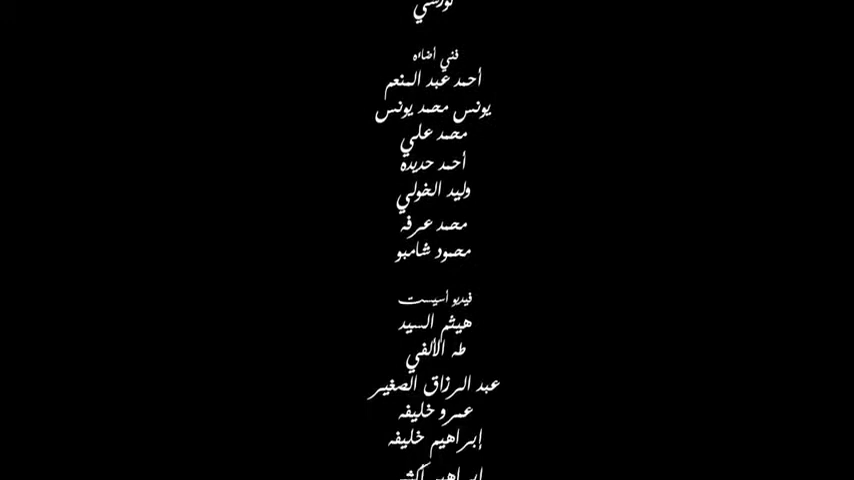 فني أضاءه
أحمد عبد المنعم
يونس محمد يونس
محمد علي
أحمد حديده
وليد الخولي
محمد عرفه
محمود شامبو
فيديو أسيست
هيثم السيد
طه الألفي
عبد الرزاق الصغير
عمرو خليفه
إبراهيم خليفه